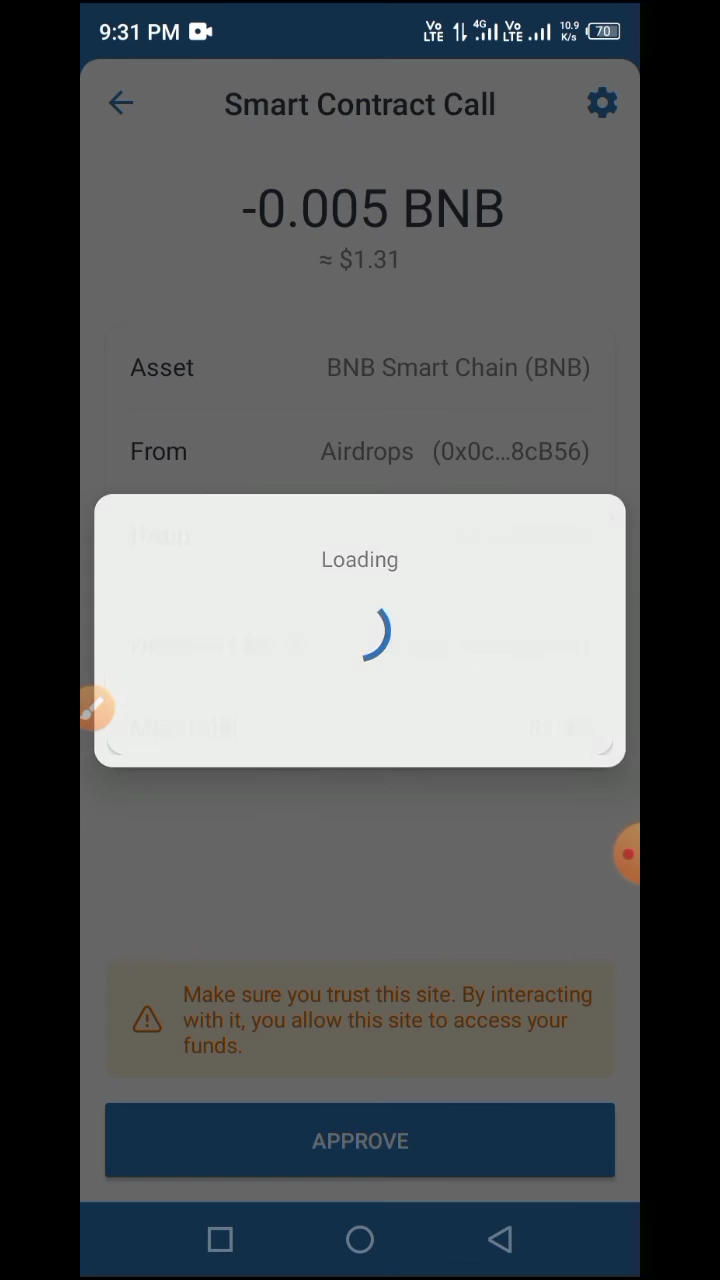 9:31 PM
Vo LTE 4G Vo LTE 10.9 K/s 70
Smart Contract Call
-0.005 BNB
≈ $1.31
Asset BNB Smart Chain (BNB)
From Airdrops (0x0c...8cB56)
Loading
Make sure you trust this site. By interacting
with it, you allow this site to access your
funds.
APPROVE